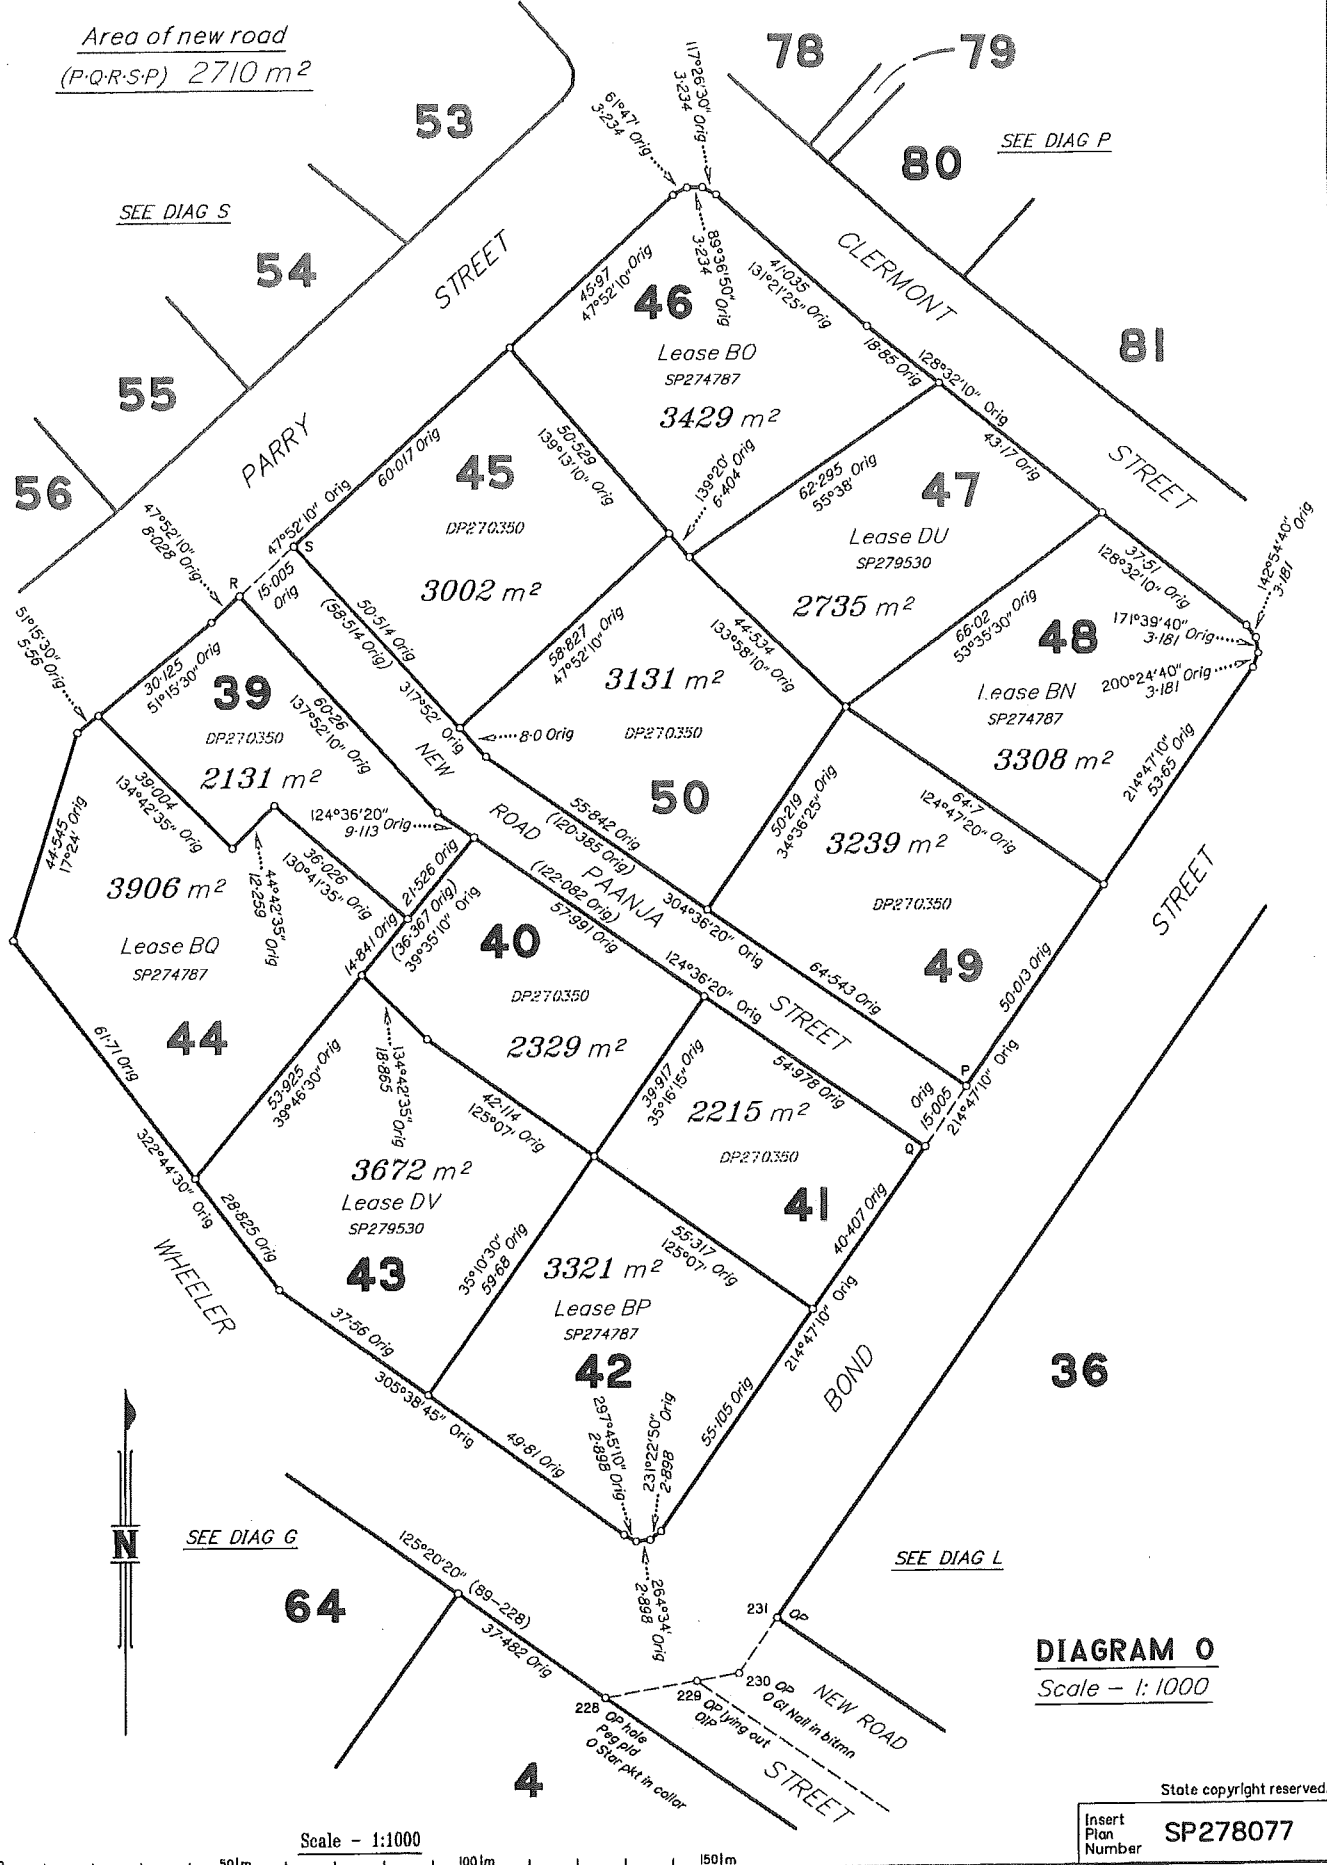 Area of new road
(P·Q·R·S·P) 2710 m²
53
78
79
80
SEE DIAG P
SEE DIAG S
54
55
56
81
61°47' Orig
3·234
117°26'30" Orig
3·234
89°36'50" Orig
3·234
PARRY
STREET
CLERMONT
STREET
45·97
47°52'10" Orig
41·035
131°21'25" Orig
18·85 Orig
128°32'10" Orig
43·17 Orig
46
Lease BO
SP274787
3429 m²
60·017 Orig
47°52'10" Orig
50·529
139°13'10" Orig
139°20'
6·404 Orig
62·295 Orig
55°38'
45
DP270350
3002 m²
47
Lease DU
SP279530
2735 m²
37·51
128°32'10" Orig
142°54'40" Orig
3·181
171°39'40"
3·181 Orig
200°24'40"
3·181 Orig
48
Lease BN
SP274787
3308 m²
66·02
53°35'30" Orig
214°47'10"
53·65 Orig
47°52'10"
8·028 Orig
R
S
15·005
Orig
51°15'30"
5·56 Orig
30·125
51°15'30" Orig
50·514 Orig
(58·514 Orig)
317°52' Orig
58·827
47°52'10" Orig
44·534
133°58'10" Orig
39
DP270350
2131 m²
60·26
137°52'10" Orig
8·0 Orig
3131 m²
DP270350
50
NEW
ROAD
PAANJA
STREET
39·004
134°42'35" Orig
124°36'20"
9·113 Orig
55·842 Orig
(120·385 Orig)
304°36'20" Orig
50·219
34°36'25" Orig
64·7
124°47'20" Orig
3239 m²
DP270350
49
44·545
17°24' Orig
3906 m²
Lease BQ
SP274787
44
44°42'35" Orig
12·259
36·026
130°41'35" Orig
21·526 Orig
14·841 Orig
(36·367 Orig)
39°35'10" Orig
(122·082 Orig)
57·991 Orig
124°36'20" Orig
40
DP270350
2329 m²
64·543 Orig
50·013 Orig
STREET
61·71 Orig
53·925
39°46'30" Orig
134°42'35" Orig
18·865
42·114
125°07' Orig
39·917
35°16'15" Orig
54·978 Orig
2215 m²
DP270350
41
P
Q
Orig
15·005
214°47'10" Orig
322°44'30" Orig
28·825 Orig
3672 m²
Lease DV
SP279530
43
35°10'30"
59·68 Orig
55·317
125°07' Orig
40·407 Orig
214°47'10" Orig
WHEELER
3321 m²
Lease BP
SP274787
42
BOND
36
37·56 Orig
305°38'45" Orig
49·81 Orig
297°45'10" Orig
2·898
231°22'50" Orig
2·898
55·105 Orig
264°34' Orig
2·898
N
SEE DIAG G
SEE DIAG L
125°20'20" (89–228)
37·482 Orig
64
231
OP
DIAGRAM O
Scale – 1:1000
228
OP hole
Peg pld
O Star pkt in collar
229
OP lying out
OIP
230 OP
O GI Nail in bitmn
NEW ROAD
STREET
4
State copyright reserved.
Insert
Plan
Number
SP278077
Scale - 1:1000
50m
100m
150m